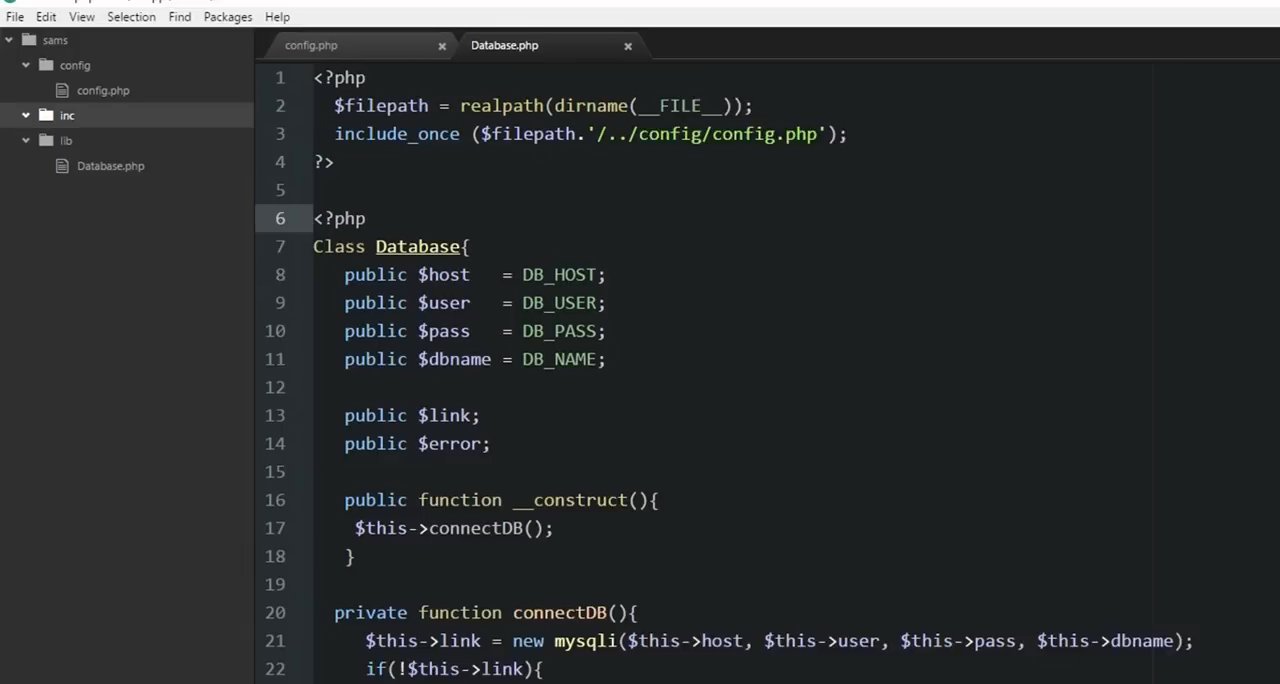 File Edit View Selection Find Packages Help
sams
config
config.php
inc
lib
Database.php
config.php Database.php
1 <?php
2 $filepath = realpath(dirname(__FILE__));
3 include_once ($filepath.'/../config/config.php');
4 ?>
5
6 <?php
7 Class Database{
8 public $host = DB_HOST;
9 public $user = DB_USER;
10 public $pass = DB_PASS;
11 public $dbname = DB_NAME;
12
13 public $link;
14 public $error;
15
16 public function __construct(){
17 $this->connectDB();
18 }
19
20 private function connectDB(){
21 $this->link = new mysqli($this->host, $this->user, $this->pass, $this->dbname);
22 if(!$this->link){